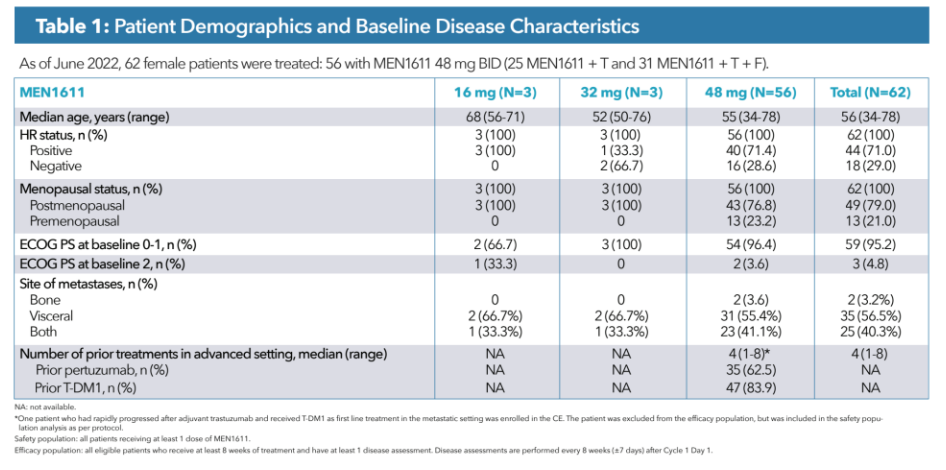 Table 1: Patient Demographics and Baseline Disease Characteristics
As of June 2022, 62 female patients were treated: 56 with MEN1611 48 mg BID (25 MEN1611 + T and 31 MEN1611 + T + F).
MEN1611 16 mg (N=3) 32 mg (N=3) 48 mg (N=56) Total (N=62)
Median age, years (range) 68 (56-71) 52 (50-76) 55 (34-78) 56 (34-78)
HR status, n (%) 3 (100) 3 (100) 56 (100) 62 (100)
Positive 3 (100) 1 (33.3) 40 (71.4) 44 (71.0)
Negative 0 2 (66.7) 16 (28.6) 18 (29.0)
Menopausal status, n (%) 3 (100) 3 (100) 56 (100) 62 (100)
Postmenopausal 3 (100) 3 (100) 43 (76.8) 49 (79.0)
Premenopausal 0 0 13 (23.2) 13 (21.0)
ECOG PS at baseline 0-1, n (%) 2 (66.7) 3 (100) 54 (96.4) 59 (95.2)
ECOG PS at baseline 2, n (%) 1 (33.3) 0 2 (3.6) 3 (4.8)
Site of metastases, n (%)
Bone 0 0 2 (3.6) 2 (3.2%)
Visceral 2 (66.7%) 2 (66.7%) 31 (55.4%) 35 (56.5%)
Both 1 (33.3%) 1 (33.3%) 23 (41.1%) 25 (40.3%)
Number of prior treatments in advanced setting, median (range) NA NA 4 (1-8)* 4 (1-8)
Prior pertuzumab, n (%) NA NA 35 (62.5) NA
Prior T-DM1, n (%) NA NA 47 (83.9) NA
NA: not available.
*One patient who had rapidly progressed after adjuvant trastuzumab and received T-DM1 as first line treatment in the metastatic setting was enrolled in the CE. The patient was excluded from the efficacy population, but was included in the safety popu-
lation analysis as per protocol.
Safety population: all patients receiving at least 1 dose of MEN1611.
Efficacy population: all eligible patients who receive at least 8 weeks of treatment and have at least 1 disease assessment. Disease assessments are performed every 8 weeks (±7 days) after Cycle 1 Day 1.